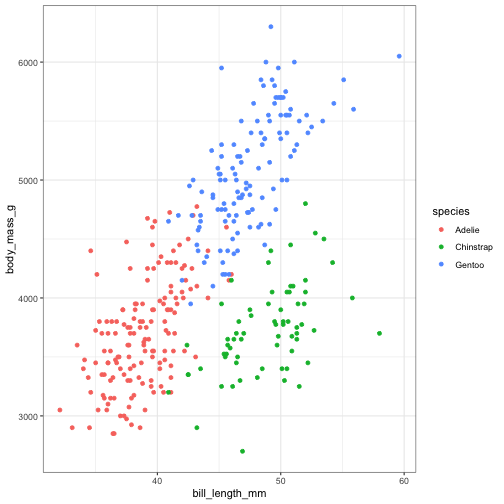 6000
5000
4000
3000
body_mass_g
40
50
60
bill_length_mm
species
Adelie
Chinstrap
Gentoo